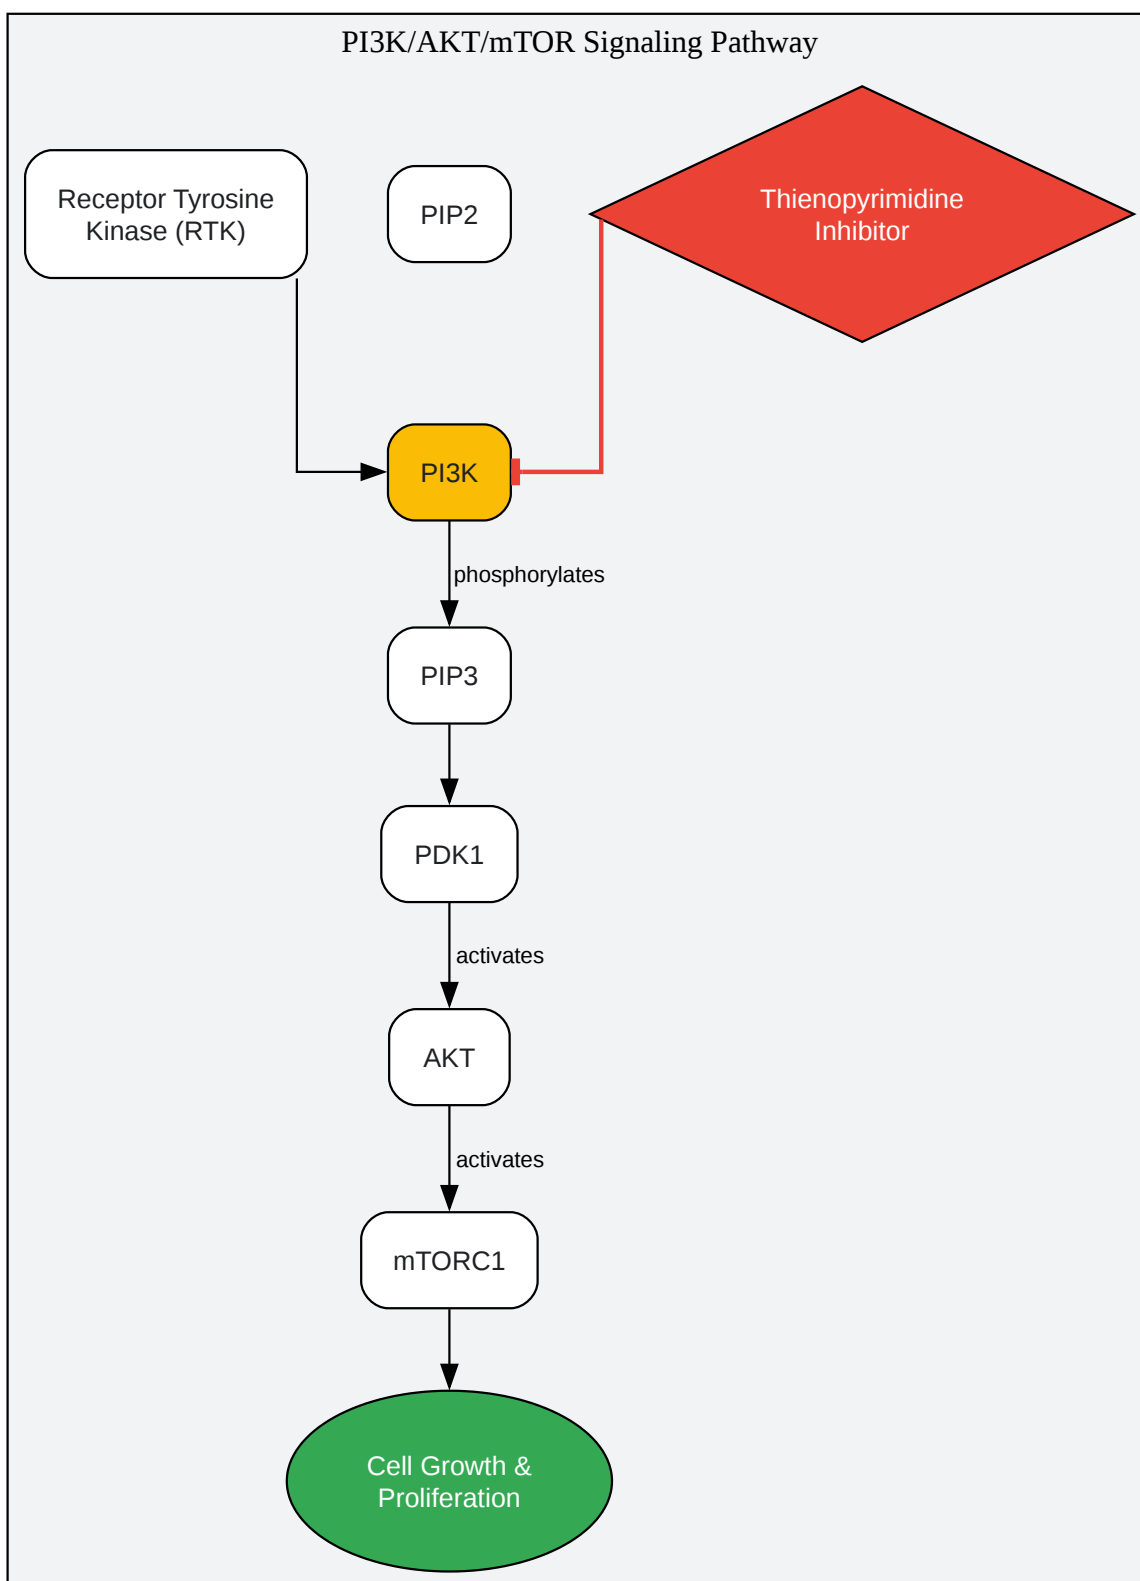 PI3K/AKT/mTOR Signaling Pathway
Receptor Tyrosine
Kinase (RTK)
PIP2
Thienopyrimidine
Inhibitor
PI3K
phosphorylates
PIP3
PDK1
activates
AKT
activates
mTORC1
Cell Growth &
Proliferation